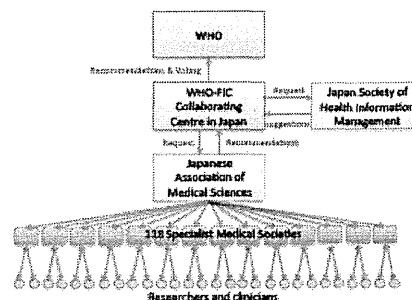 WHO
Recommendation & Voting
WHO-FIC
Collaborating
Centre in Japan
Request
Suggestions
Japan Society of
Health Information
Management
Request
Recommendations
Japanese
Association of
Medical Sciences
118 Specialist Medical Societies
Researchers and clinicians